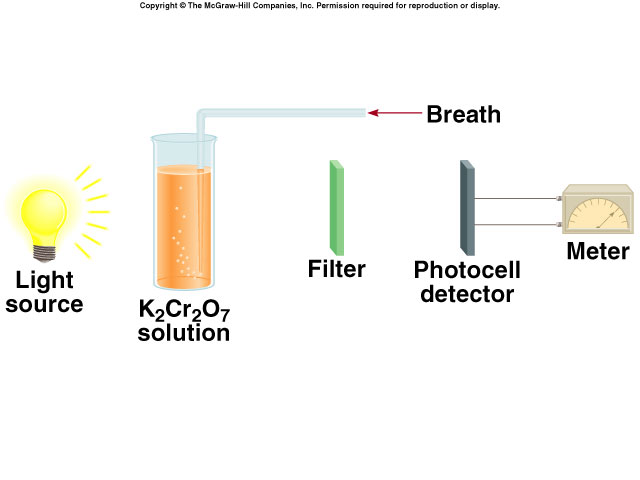 Copyright © The McGraw-Hill Companies, Inc. Permission required for reproduction or display.
Breath
Light
source
K₂Cr₂O₇
solution
Filter
Photocell
detector
Meter